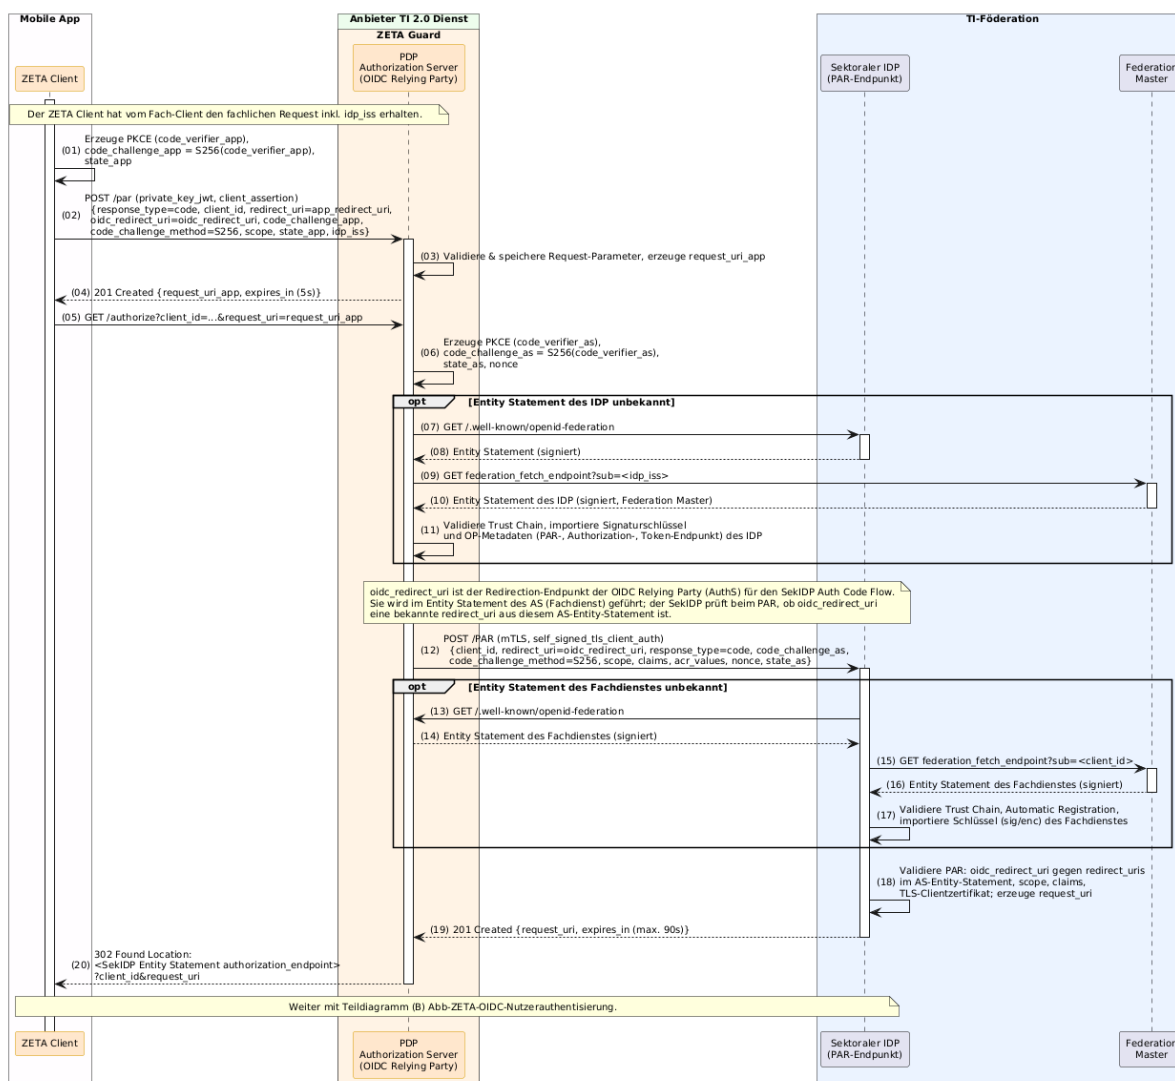 Mobile App
Anbieter TI 2.0 Dienst
TI-Föderation
ZETA Guard
ZETA Client
PDP
Authorization Server
(OIDC Relying Party)
Sektoraler IDP
(PAR-Endpunkt)
Federation
Master
Der ZETA Client hat vom Fach-Client den fachlichen Request inkl. idp_iss erhalten.
Erzeuge PKCE (code_verifier_app),
(01) code_challenge_app = S256(code_verifier_app),
state_app
POST /par (private_key_jwt, client_assertion)
(02) {response_type=code, client_id, redirect_uri=app_redirect_uri,
oidc_redirect_uri=oidc_redirect_uri, code_challenge_app,
code_challenge_method=S256, scope, state_app, idp_iss}
(03) Validiere & speichere Request-Parameter, erzeuge request_uri_app
(04) 201 Created {request_uri_app, expires_in (5s)}
(05) GET /authorize?client_id=...&request_uri=request_uri_app
Erzeuge PKCE (code_verifier_as),
(06) code_challenge_as = S256(code_verifier_as),
state_as, nonce
opt [Entity Statement des IDP unbekannt]
(07) GET /.well-known/openid-federation
(08) Entity Statement (signiert)
(09) GET federation_fetch_endpoint?sub=<idp_iss>
(10) Entity Statement des IDP (signiert, Federation Master)
(11) Validiere Trust Chain, importiere Signaturschlüssel
und OP-Metadaten (PAR-, Authorization-, Token-Endpunkt) des IDP
oidc_redirect_uri ist der Redirection-Endpunkt der OIDC Relying Party (AuthS) für den SekIDP Auth Code Flow.
Sie wird im Entity Statement des AS (Fachdienst) geführt; der SekIDP prüft beim PAR, ob oidc_redirect_uri
eine bekannte redirect_uri aus diesem AS-Entity-Statement ist.
POST /PAR (mTLS, self_signed_tls_client_auth)
(12) {client_id, redirect_uri=oidc_redirect_uri, response_type=code, code_challenge_as,
code_challenge_method=S256, scope, claims, acr_values, nonce, state_as}
opt [Entity Statement des Fachdienstes unbekannt]
(13) GET /.well-known/openid-federation
(14) Entity Statement des Fachdienstes (signiert)
(15) GET federation_fetch_endpoint?sub=<client_id>
(16) Entity Statement des Fachdienstes (signiert)
(17) Validiere Trust Chain, Automatic Registration,
importiere Schlüssel (sig/enc) des Fachdienstes
Validiere PAR: oidc_redirect_uri gegen redirect_uris
(18) im AS-Entity-Statement, scope, claims,
TLS-Clientzertifikat; erzeuge request_uri
(19) 201 Created {request_uri, expires_in (max. 90s)}
302 Found Location:
(20) <SekIDP Entity Statement authorization_endpoint>
?client_id&request_uri
Weiter mit Teildiagramm (B) Abb-ZETA-OIDC-Nutzerauthentisierung.
ZETA Client
PDP
Authorization Server
(OIDC Relying Party)
Sektoraler IDP
(PAR-Endpunkt)
Federation
Master